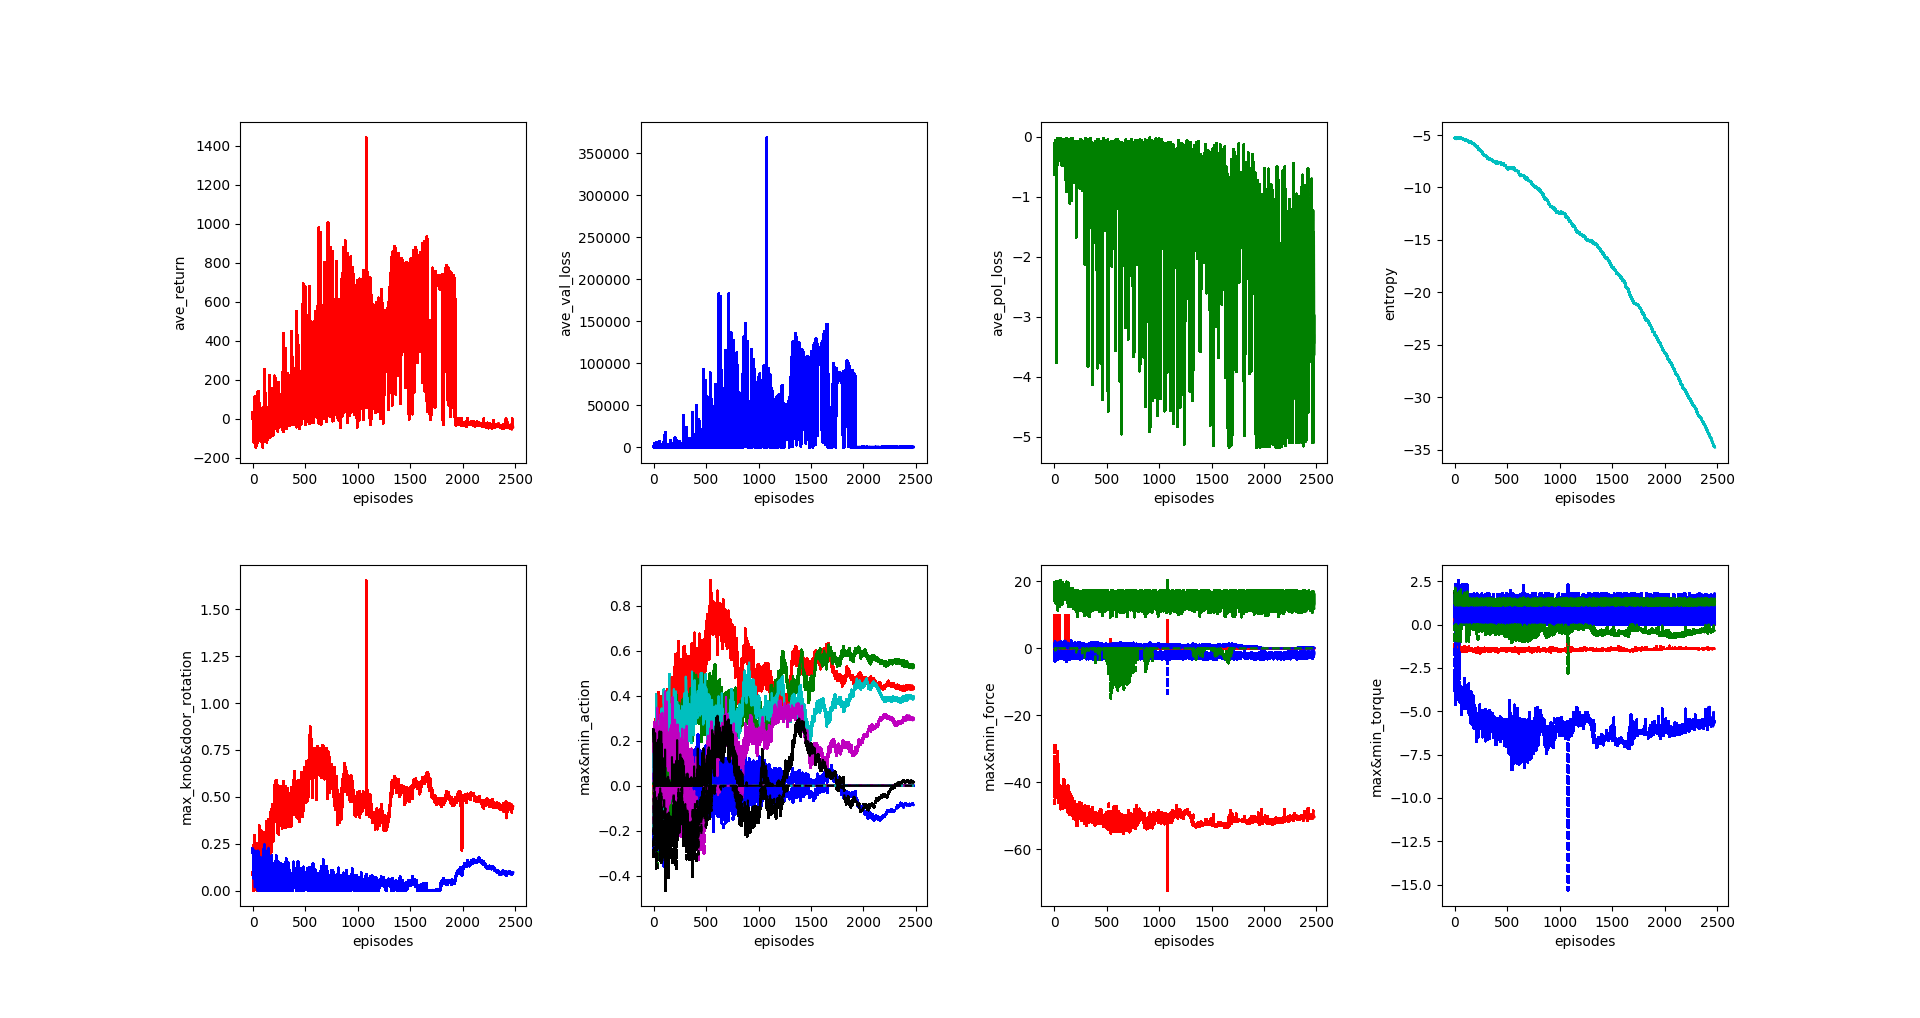 1400
1200
1000
800
600
400
200
0
−200
ave_return
0 500 1000 1500 2000 2500
episodes
350000
300000
250000
200000
150000
100000
50000
0
ave_val_loss
0 500 1000 1500 2000 2500
episodes
0
−1
−2
−3
−4
−5
ave_pol_loss
0 500 1000 1500 2000 2500
episodes
−5
−10
−15
−20
−25
−30
−35
entropy
0 500 1000 1500 2000 2500
episodes
1.50
1.25
1.00
0.75
0.50
0.25
0.00
max_knob&door_rotation
0 500 1000 1500 2000 2500
episodes
0.8
0.6
0.4
0.2
0.0
−0.2
−0.4
max&min_action
0 500 1000 1500 2000 2500
episodes
20
0
−20
−40
−60
max&min_force
0 500 1000 1500 2000 2500
episodes
2.5
0.0
−2.5
−5.0
−7.5
−10.0
−12.5
−15.0
max&min_torque
0 500 1000 1500 2000 2500
episodes